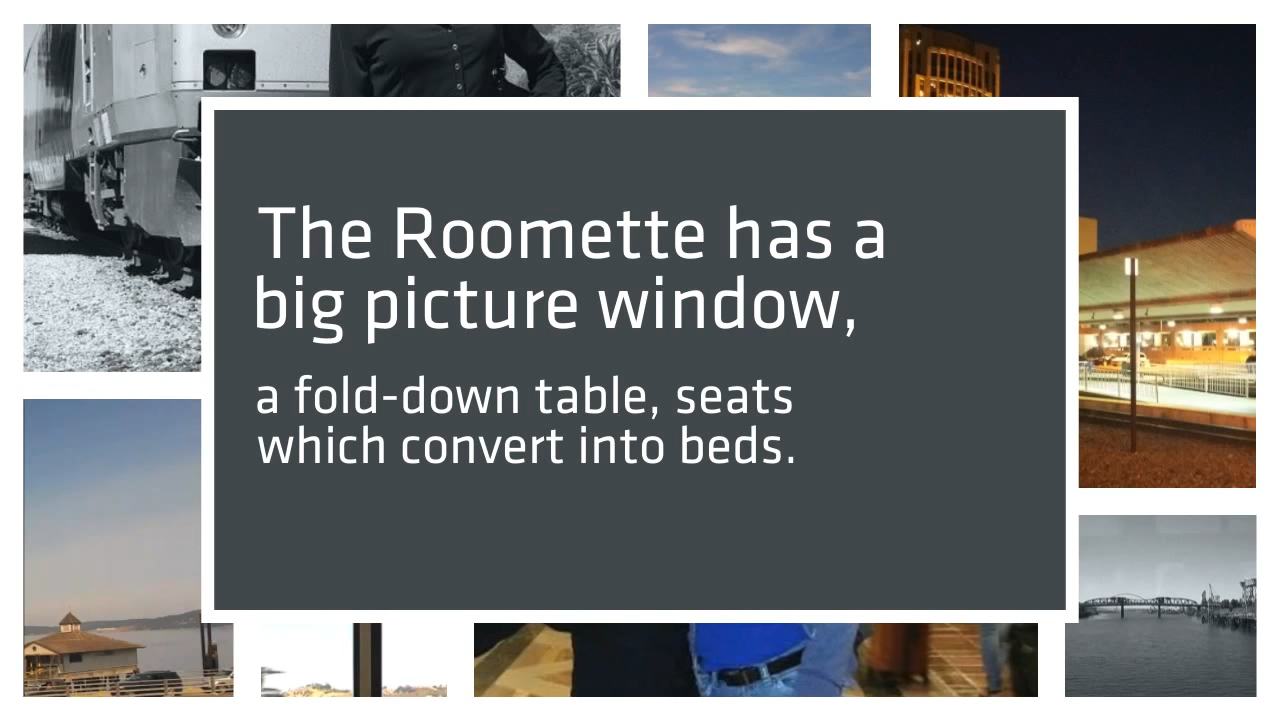 The Roomette has a
big picture window,
a fold-down table, seats
which convert into beds.